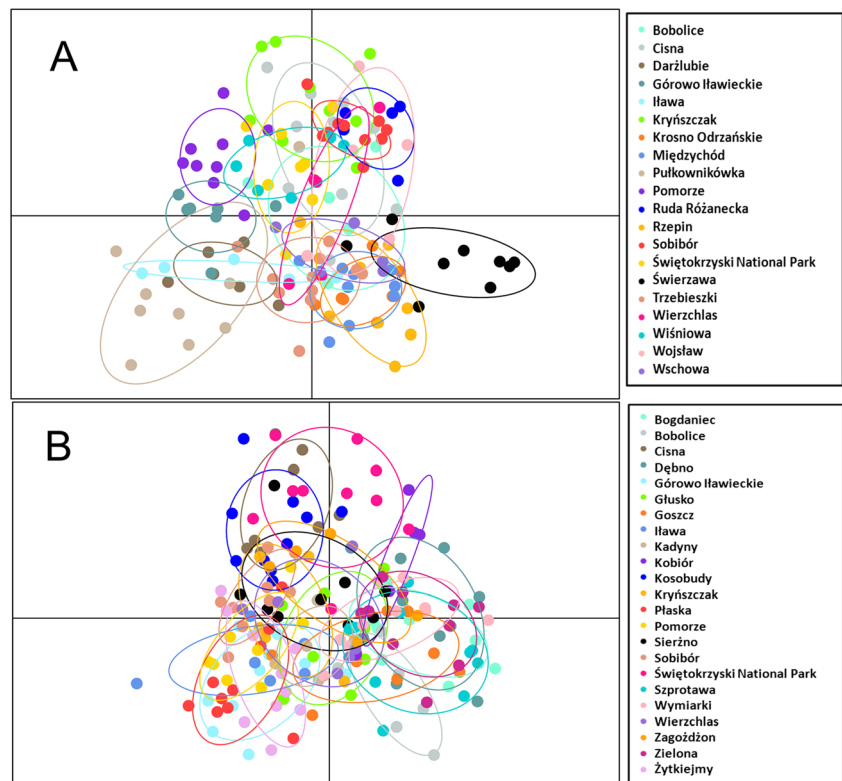 A
Bobolice
Cisna
Darżlubie
Górowo Iławieckie
Iława
Kryńszczak
Krosno Odrzańskie
Międzychód
Pułkownikówka
Pomorze
Ruda Różanecka
Rzepin
Sobibór
Świętokrzyski National Park
Świerzawa
Trzebieszki
Wierzchlas
Wiśniowa
Wojsław
Wschowa
B
Bogdaniec
Bobolice
Cisna
Dębno
Górowo Iławieckie
Głusko
Goszcz
Iława
Kadyny
Kobiór
Kosobudy
Kryńszczak
Płaska
Pomorze
Sierżno
Sobibór
Świętokrzyski National Park
Szprotawa
Wymiarki
Wierzchlas
Zagożdżon
Zielona
Żytkiejmy